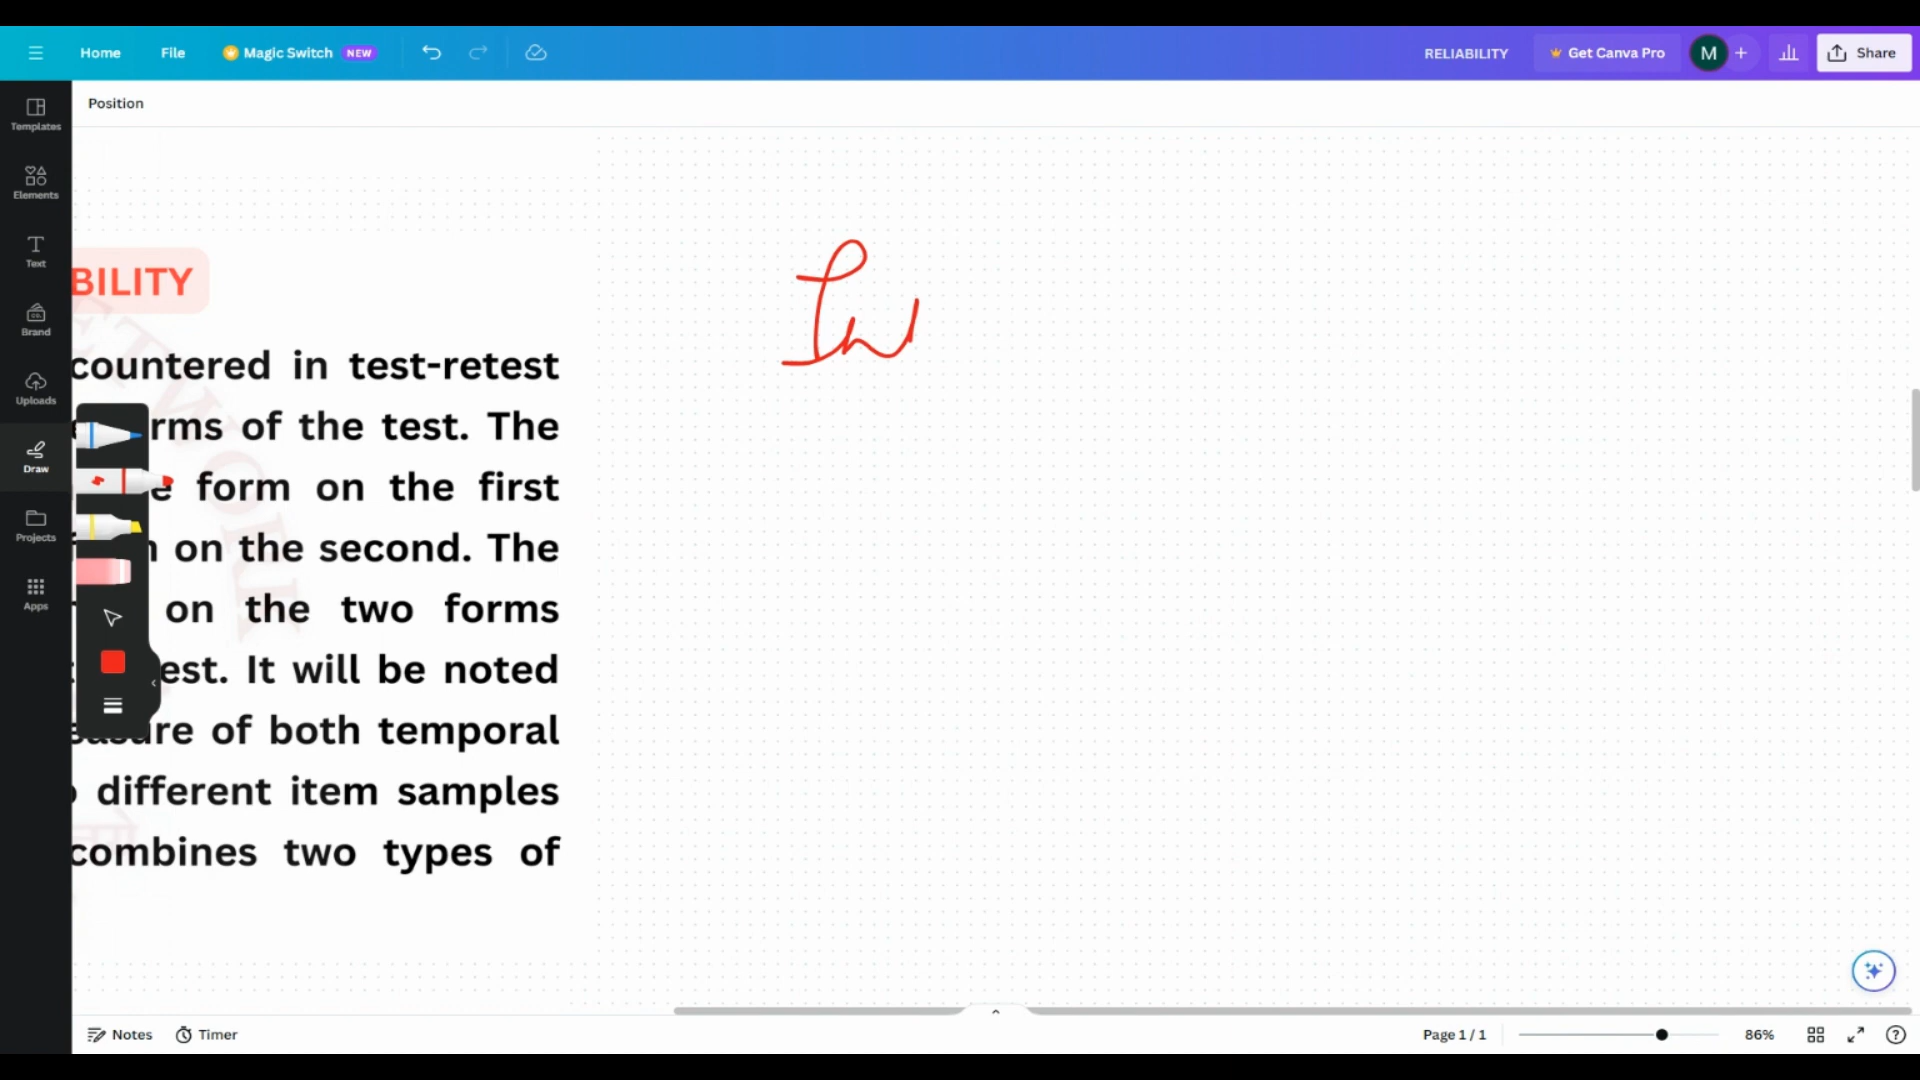 Home File Magic Switch NEW RELIABILITY Get Canva Pro M + Share
Position
Templates
Elements
Text
Brand
Uploads
Draw
Projects
Apps
BILITY
countered in test-retest
rms of the test. The
form on the first
on the second. The
on the two forms
est. It will be noted
re of both temporal
different item samples
combines two types of
ETWORK
Notes Timer Page 1 / 1 86%